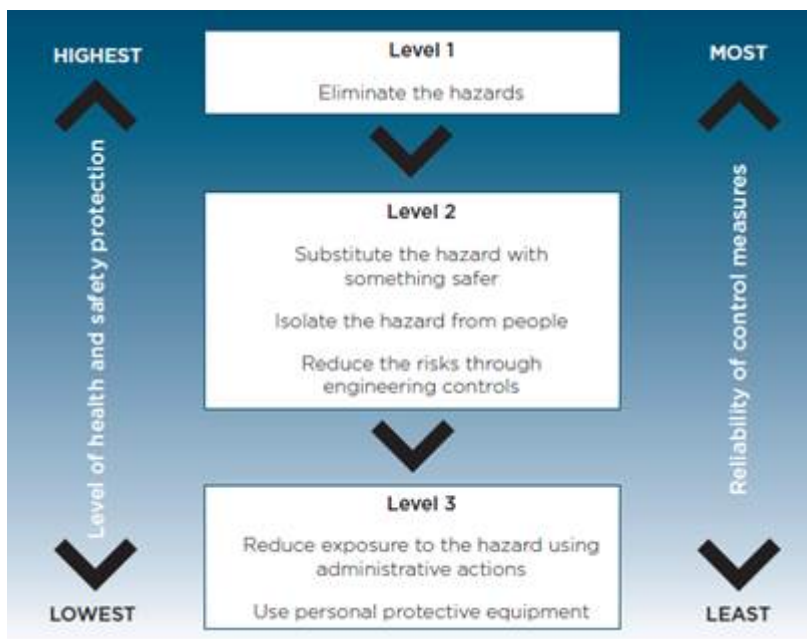 HIGHEST
Level of health and safety protection
LOWEST
Level 1
Eliminate the hazards
Level 2
Substitute the hazard with
something safer
Isolate the hazard from people
Reduce the risks through
engineering controls
Level 3
Reduce exposure to the hazard using
administrative actions
Use personal protective equipment
MOST
Reliability of control measures
LEAST